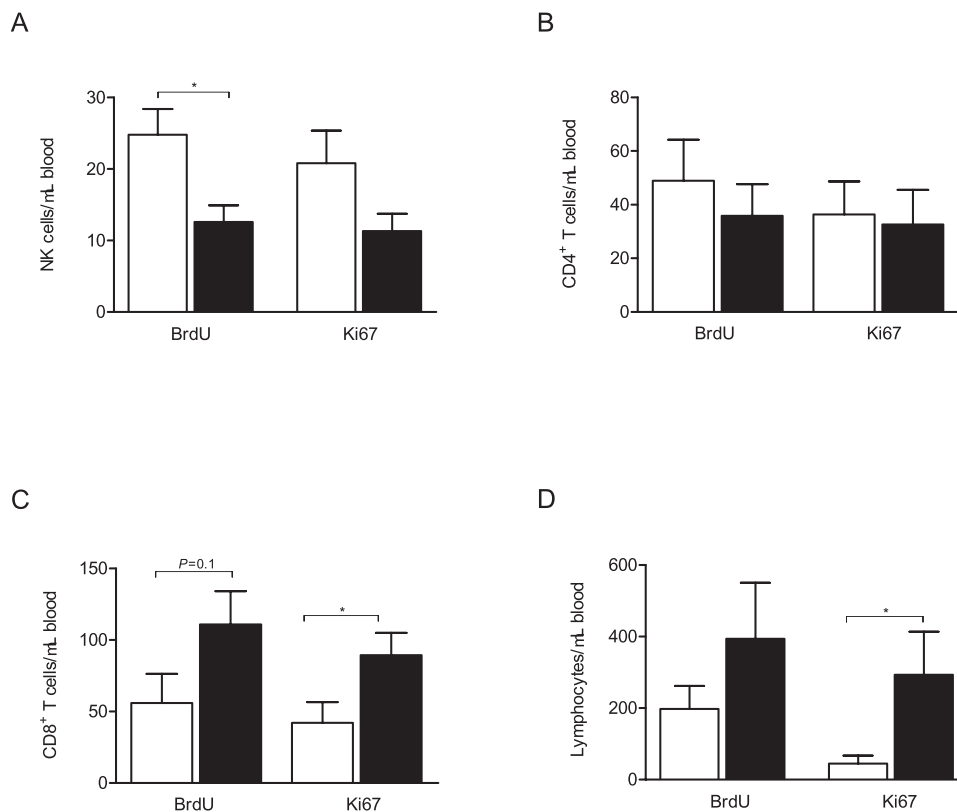 A
NK cells/mL blood
30
20
10
0
*
BrdU
Ki67
B
CD4+ T cells/mL blood
80
60
40
20
0
BrdU
Ki67
C
CD8+ T cells/mL blood
150
100
50
0
P=0.1
*
BrdU
Ki67
D
Lymphocytes/mL blood
600
400
200
0
*
BrdU
Ki67